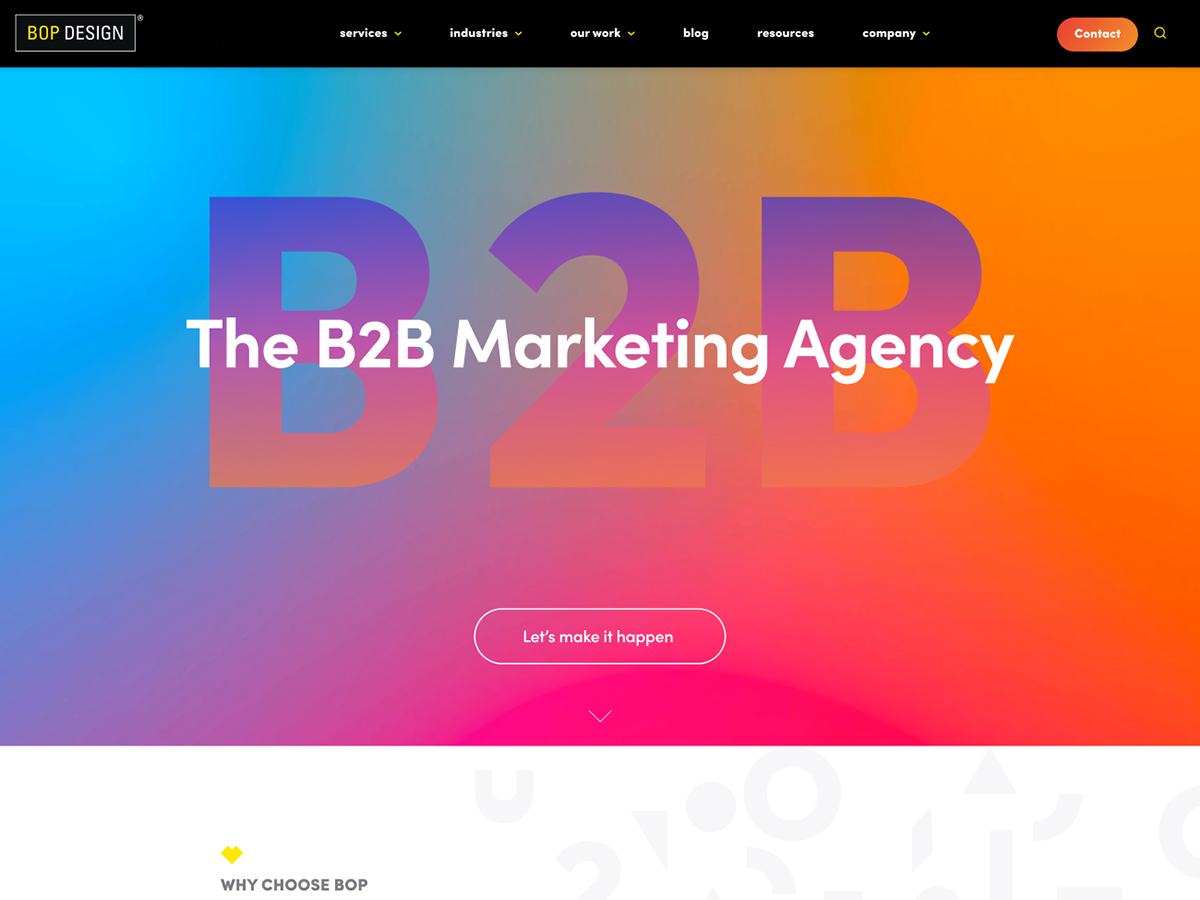 BOP DESIGN®
services
industries
our work
blog
resources
company
Contact
B2B
The B2B Marketing Agency
Let's make it happen
WHY CHOOSE BOP
2